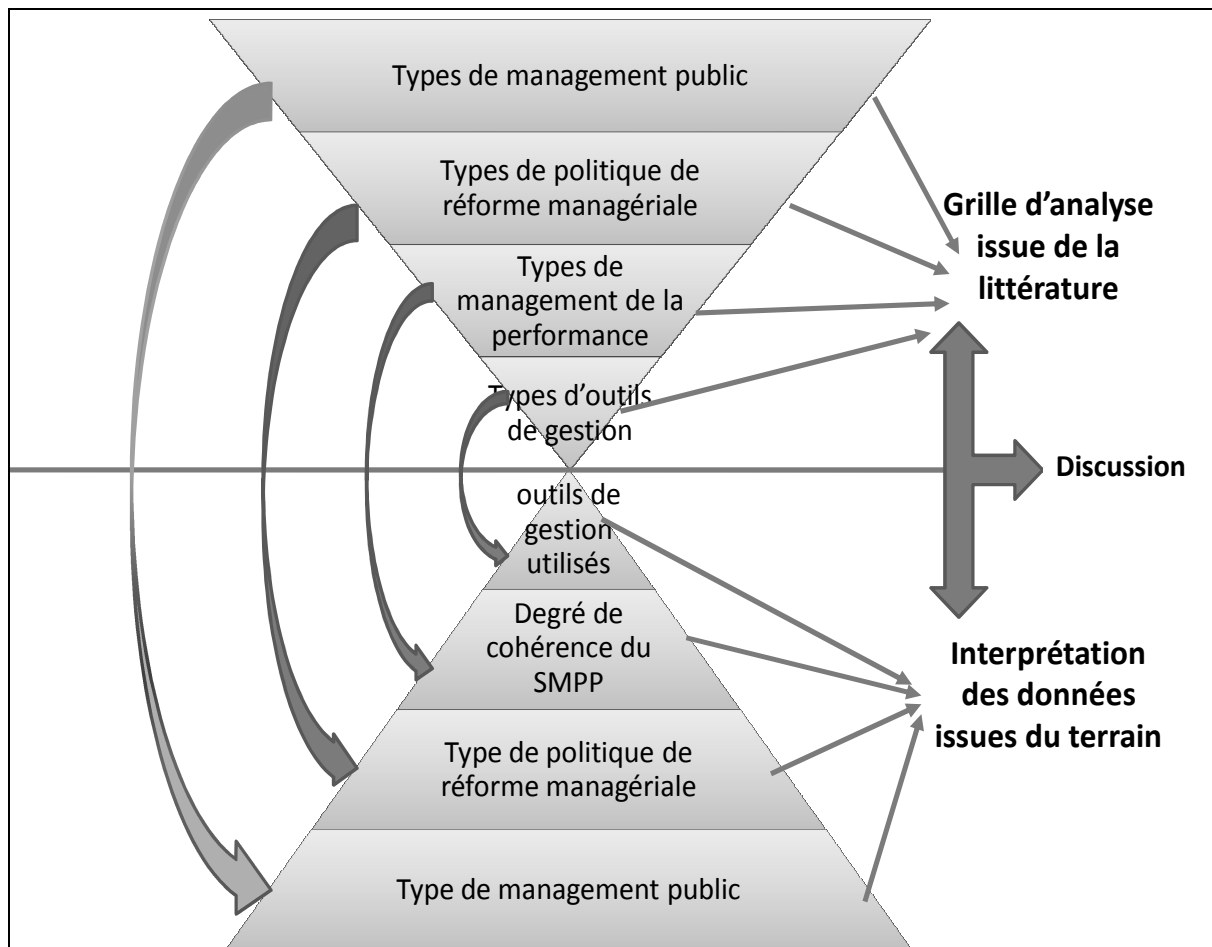 Types de management public
Types de politique de
réforme managériale
Types de
management de la
performance
Types d’outils
de gestion
Grille d’analyse
issue de la
littérature
Discussion
outils de
gestion
utilisés
Degré de
cohérence du
SMPP
Type de politique de
réforme managériale
Type de management public
Interprétation
des données
issues du terrain